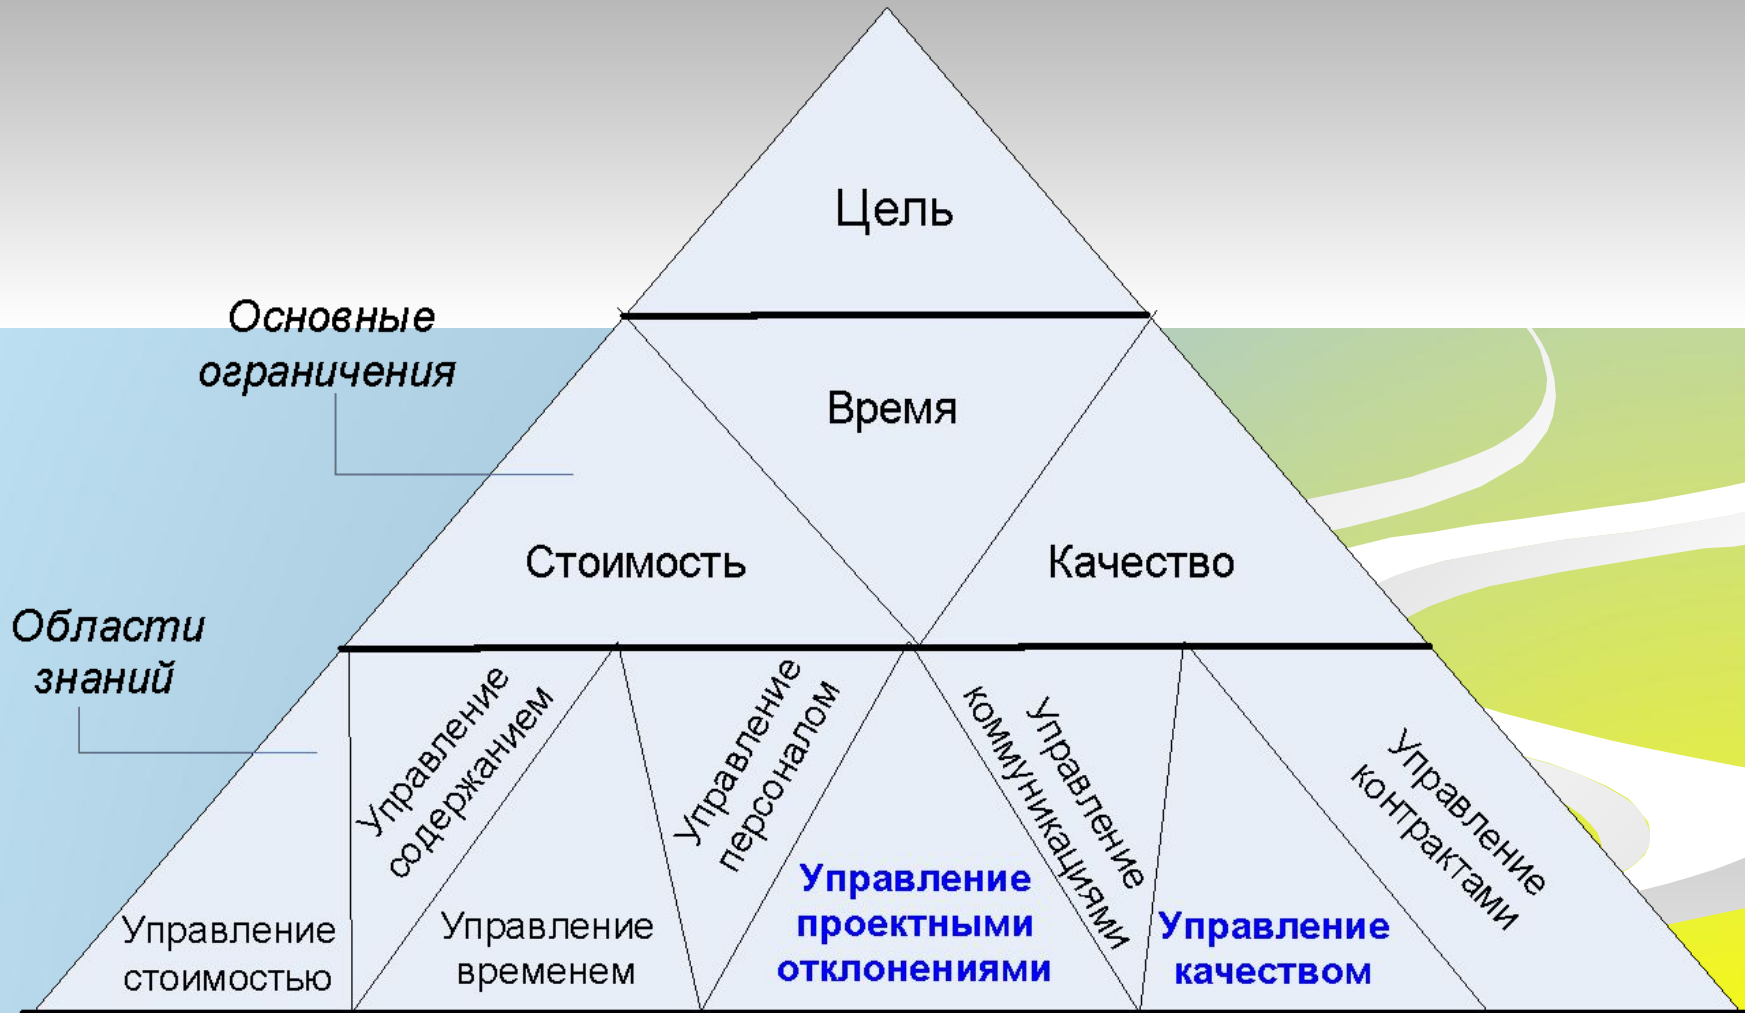 Цель
Основные
ограничения
Время
Стоимость
Качество
Области
знаний
Управление
стоимостью
Управление
содержанием
Управление
временем
Управление
персоналом
Управление
проектными
отклонениями
Управление
коммуникациями
Управление
качеством
Управление
контрактами